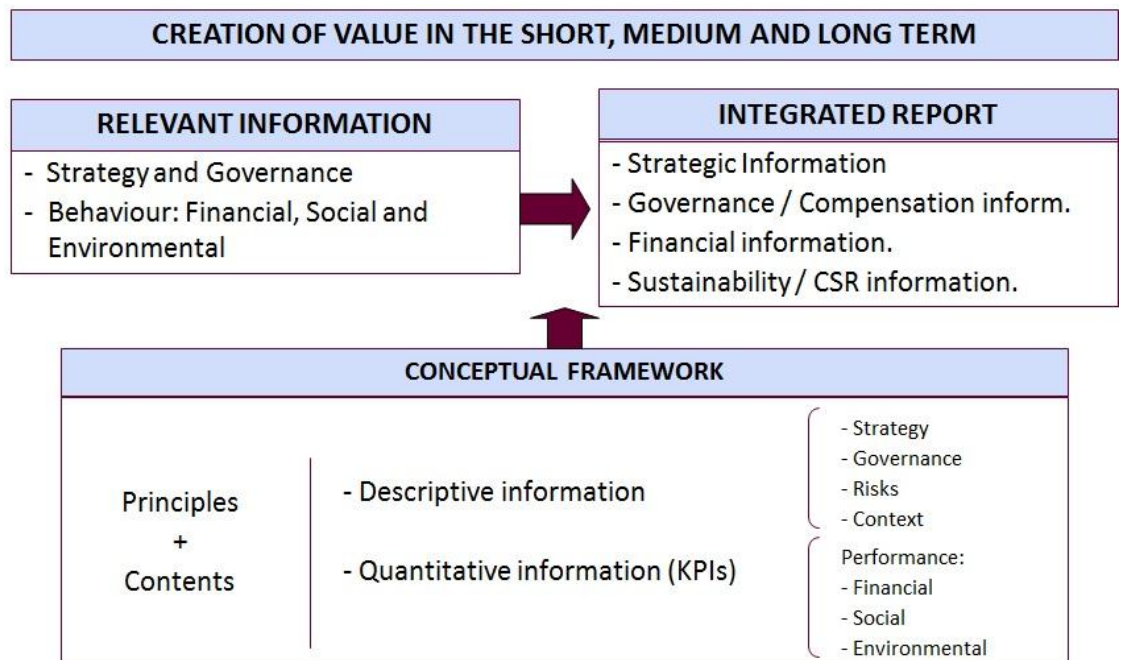 CREATION OF VALUE IN THE SHORT, MEDIUM AND LONG TERM
RELEVANT INFORMATION
- Strategy and Governance
- Behaviour: Financial, Social and
Environmental
INTEGRATED REPORT
- Strategic Information
- Governance / Compensation inform.
- Financial information.
- Sustainability / CSR information.
CONCEPTUAL FRAMEWORK
Principles
+
Contents
- Descriptive information
- Quantitative information (KPIs)
- Strategy
- Governance
- Risks
- Context
Performance:
- Financial
- Social
- Environmental